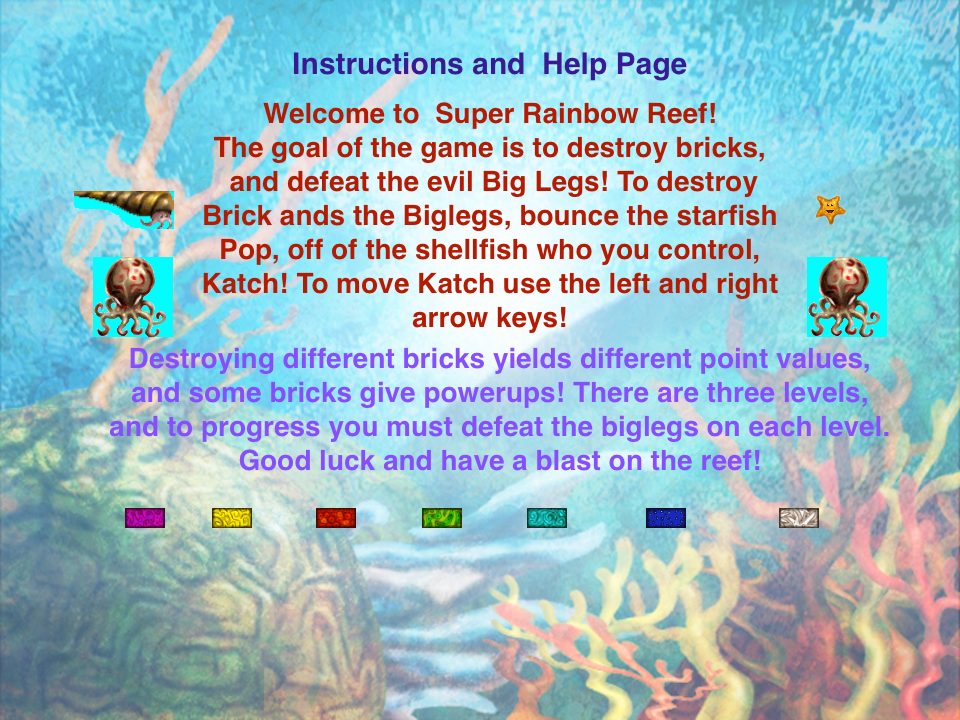 Instructions and  Help Page
Welcome to  Super Rainbow Reef!
The goal of the game is to destroy bricks,
and defeat the evil Big Legs! To destroy
Brick ands the Biglegs, bounce the starfish
Pop, off of the shellfish who you control,
Katch! To move Katch use the left and right
arrow keys!
Destroying different bricks yields different point values,
and some bricks give powerups! There are three levels,
and to progress you must defeat the biglegs on each level.
Good luck and have a blast on the reef!